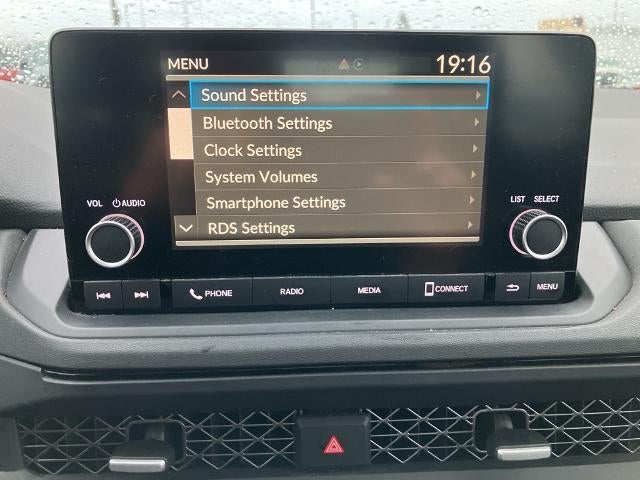 MENU 19:16
Sound Settings
Bluetooth Settings
Clock Settings
System Volumes
Smartphone Settings
RDS Settings
VOL AUDIO
LIST SELECT
PHONE RADIO MEDIA CONNECT MENU